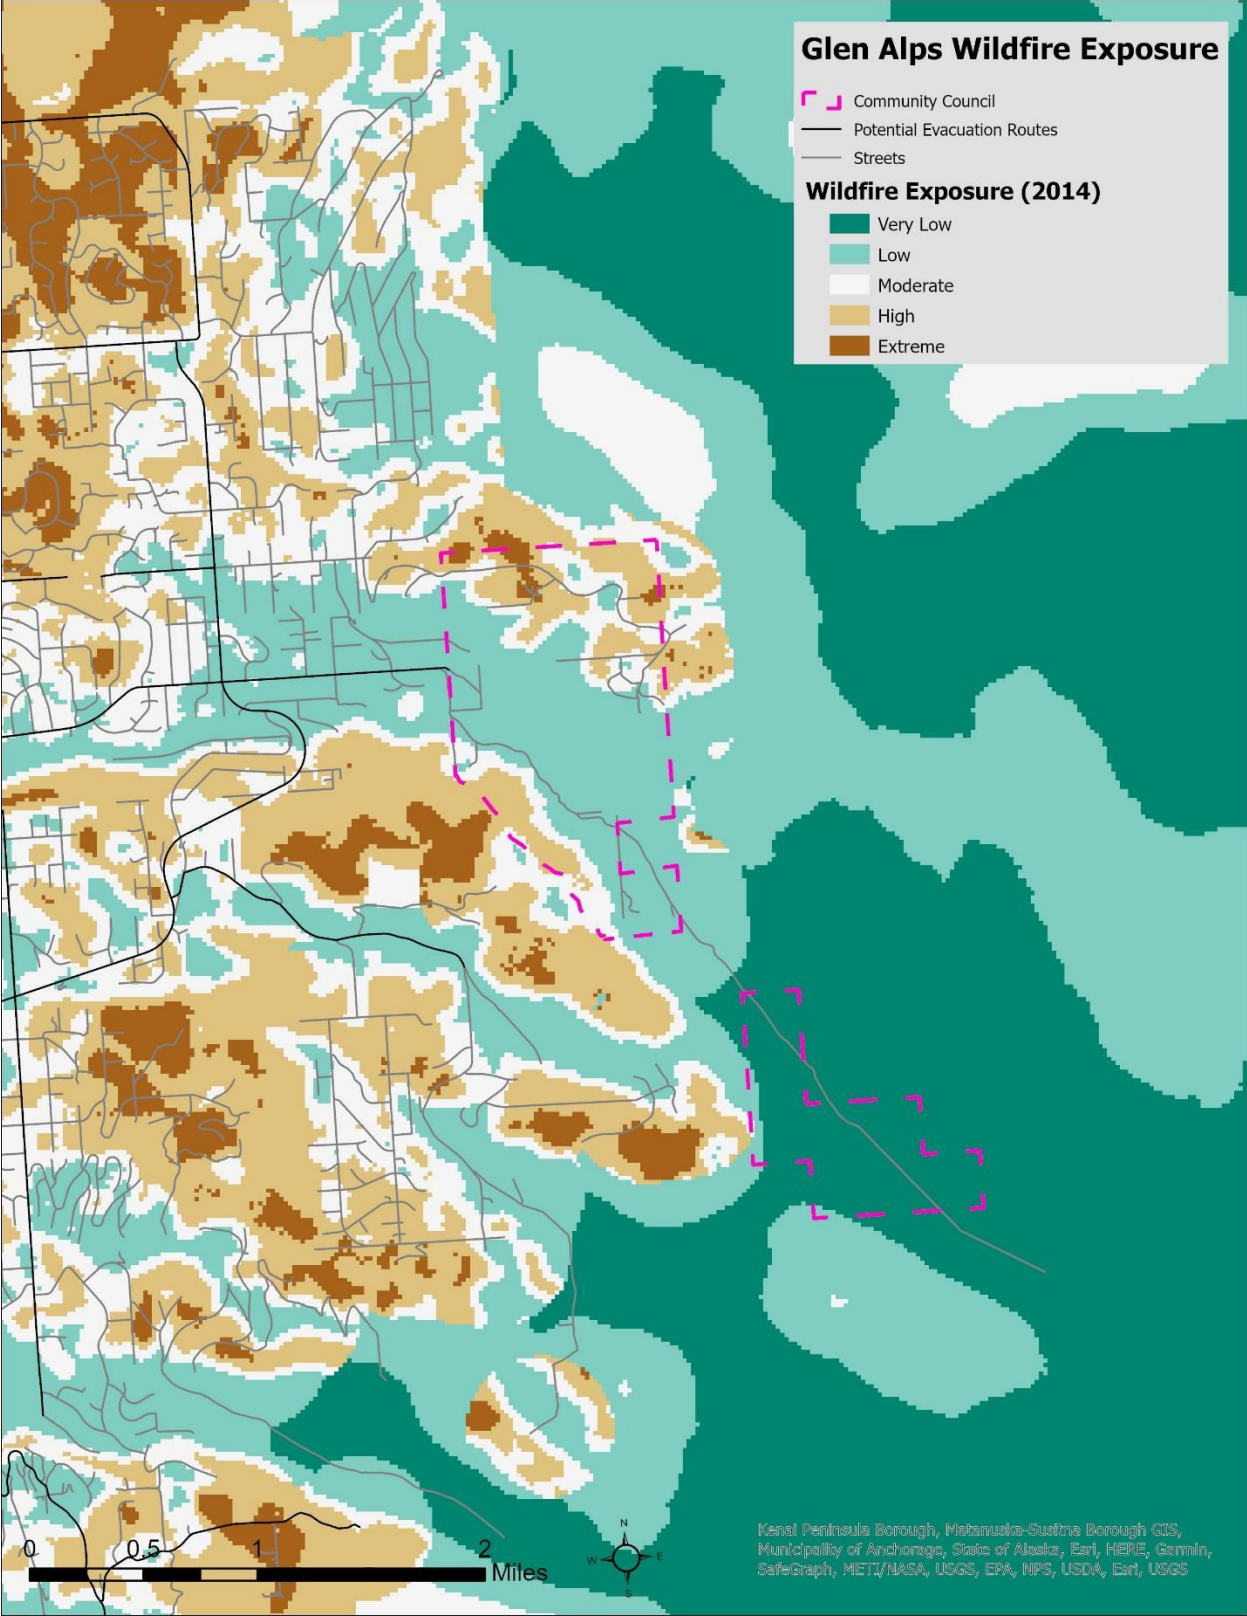 Glen Alps Wildfire Exposure
Community Council
Potential Evacuation Routes
Streets
Wildfire Exposure (2014)
Very Low
Low
Moderate
High
Extreme
0 0.5 1 2
Miles
N
W E
S
Kenai Peninsula Borough, Matanuska-Susitna Borough GIS,
Municipality of Anchorage, State of Alaska, Esri, HERE, Garmin,
SafeGraph, METI/NASA, USGS, EPA, NPS, USDA, Esri, USGS